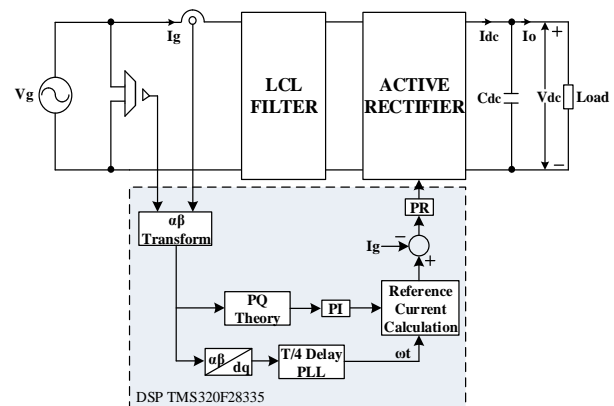 Ig
Idc
Io
Vg
LCL
FILTER
ACTIVE
RECTIFIER
Cdc
+
Vdc
−
Load
αβ
Transform
PR
Ig
−
+
PQ
Theory
PI
Reference
Current
Calculation
αβ
dq
T/4 Delay
PLL
ωt
DSP TMS320F28335